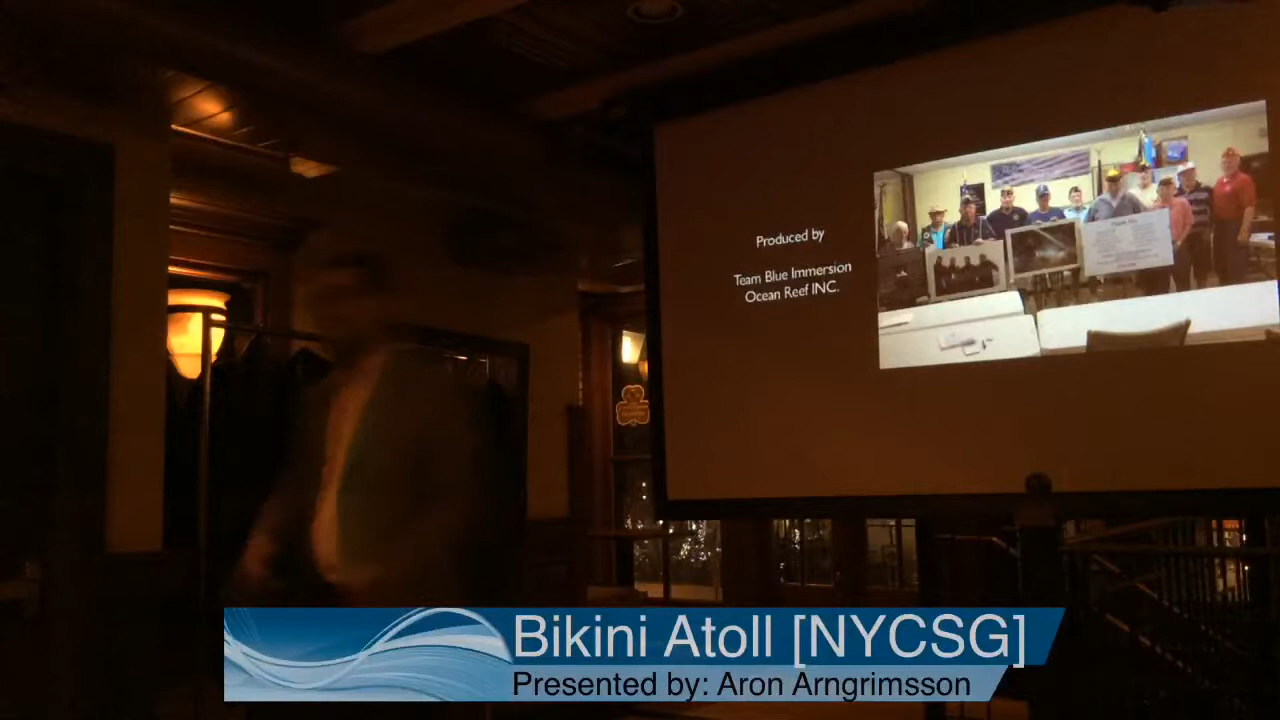 Produced by
Team Blue Immersion
Ocean Reef INC.
Bikini Atoll [NYCSG]
Presented by: Aron Arngrimsson